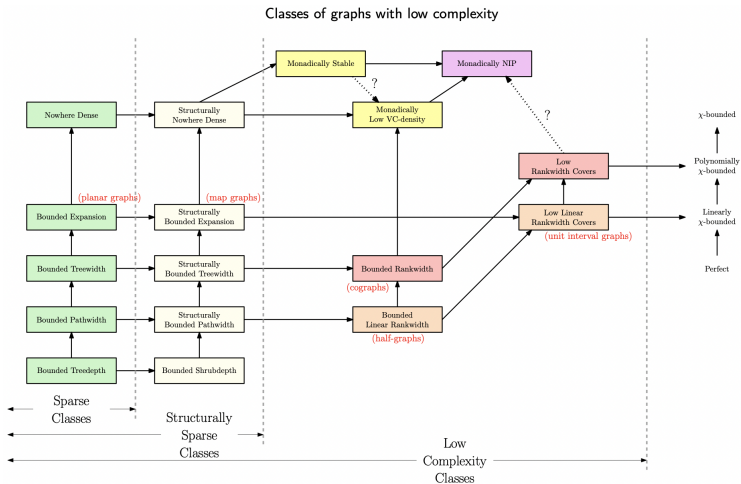 Classes of graphs with low complexity
Monadically Stable
Monadically NIP
?
Nowhere Dense
Structurally
Nowhere Dense
Monadically
Low VC-density
?
χ-bounded
Low
Rankwidth Covers
Polynomially
χ-bounded
(planar graphs)
(map graphs)
Bounded Expansion
Structurally
Bounded Expansion
Low Linear
Rankwidth Covers
Linearly
χ-bounded
(unit interval graphs)
Bounded Treewidth
Structurally
Bounded Treewidth
Bounded Rankwidth
Perfect
(cographs)
Bounded Pathwidth
Structurally
Bounded Pathwidth
Bounded
Linear Rankwidth
(half-graphs)
Bounded Treedepth
Bounded Shrubdepth
Sparse
Classes
Structurally
Sparse
Classes
Low
Complexity
Classes